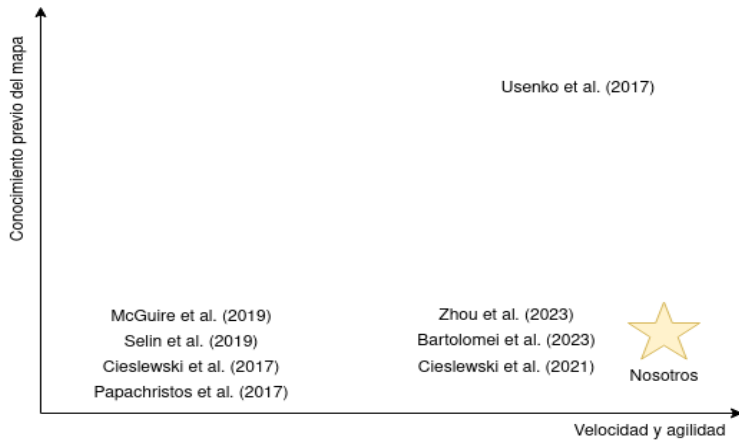 Conocimiento previo del mapa
Usenko et al. (2017)
McGuire et al. (2019)
Selin et al. (2019)
Cieslewski et al. (2017)
Papachristos et al. (2017)
Zhou et al. (2023)
Bartolomei et al. (2023)
Cieslewski et al. (2021)
Nosotros
Velocidad y agilidad